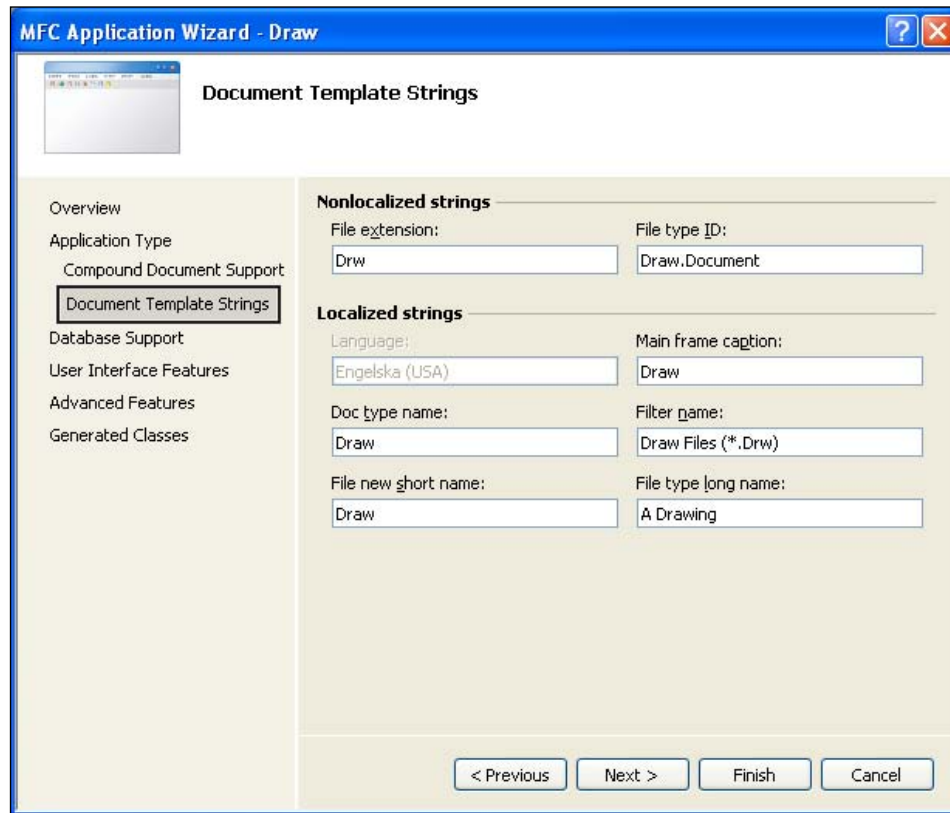 MFC Application Wizard - Draw
Document Template Strings
Overview
Application Type
Compound Document Support
Document Template Strings
Database Support
User Interface Features
Advanced Features
Generated Classes
Nonlocalized strings
File extension: File type ID:
Drw Draw.Document
Localized strings
Language: Main frame caption:
Engelska (USA) Draw
Doc type name: Filter name:
Draw Draw Files (*.Drw)
File new short name: File type long name:
Draw A Drawing
< Previous Next > Finish Cancel